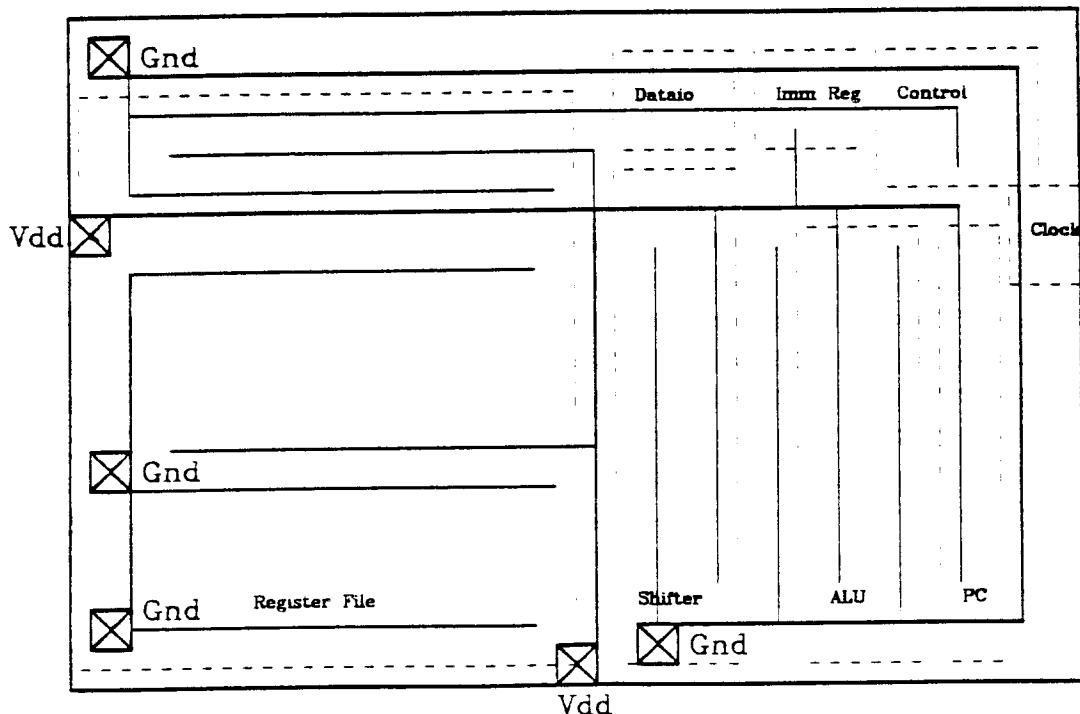 Gnd
Dataio Imm Reg Control
Vdd
Clock
Gnd
Gnd
Register File
Shifter ALU PC
Gnd
Vdd